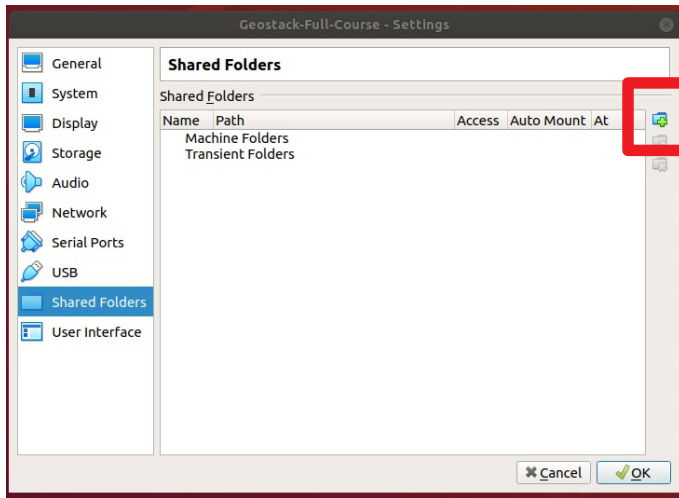 Geostack-Full-Course - Settings
General
System
Display
Storage
Audio
Network
Serial Ports
USB
Shared Folders
User Interface
Shared Folders
Shared Folders
Name Path Access Auto Mount At
Machine Folders
Transient Folders
Cancel OK